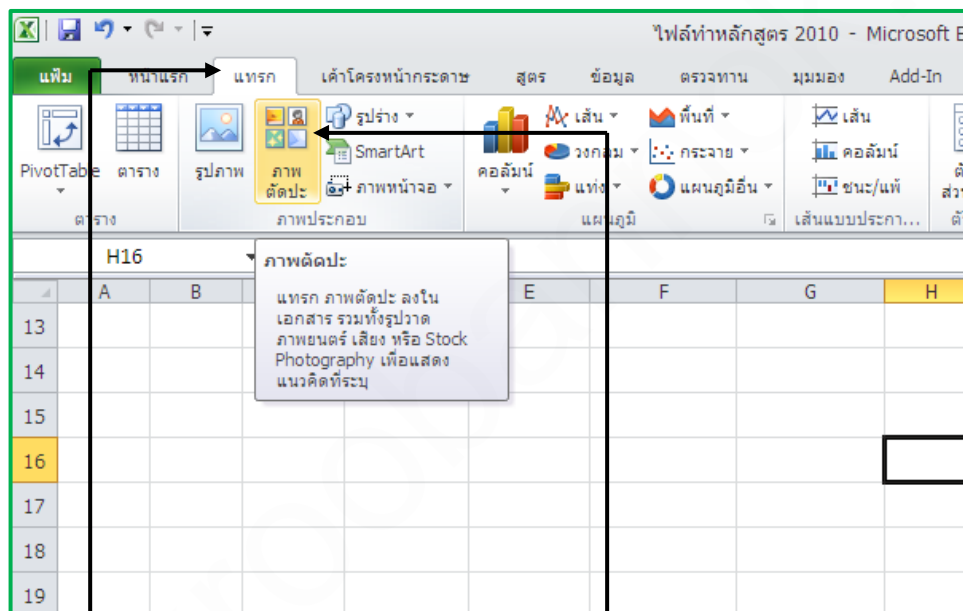 ไฟล์ทำหลักสูตร 2010 - Microsoft E
แฟ้ม หน้าแรก แทรก เค้าโครงหน้ากระดาษ สูตร ข้อมูล ตรวจทาน มุมมอง Add-In
รูปร่าง เส้น พื้นที่ เส้น
SmartArt วงกลม กระจาย คอลัมน์
PivotTable ตาราง รูปภาพ ภาพตัดปะ ภาพหน้าจอ คอลัมน์ แท่ง แผนภูมิอื่น ชนะ/แพ้ ส่วน
ตาราง ภาพประกอบ แผนภูมิ เส้นแบบประกา...
H16
ภาพตัดปะ
A B E F G H
แทรก ภาพตัดปะ ลงใน
เอกสาร รวมทั้งรูปวาด
ภาพยนตร์ เสียง หรือ Stock
Photography เพื่อแสดง
แนวคิดที่ระบุ
13
14
15
16
17
18
19